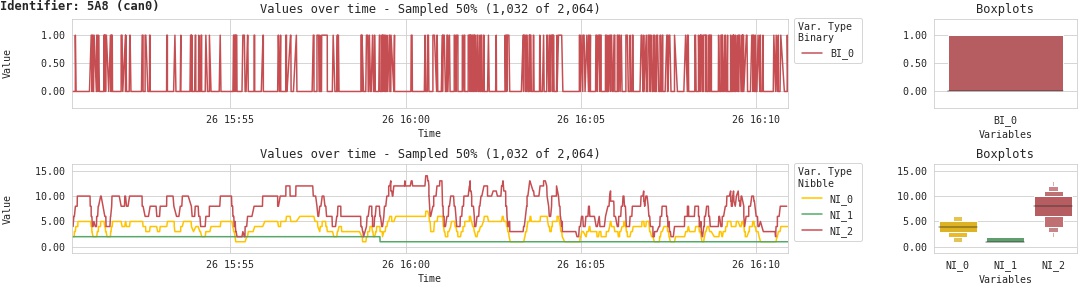 Identifier: 5A8 (can0)
Values over time - Sampled 50% (1,032 of 2,064)
Value
1.00
0.50
0.00
26 15:55
26 16:00
26 16:05
26 16:10
Time
Var. Type
Binary
BI_0
Boxplots
1.00
0.50
0.00
BI_0
Variables
Values over time - Sampled 50% (1,032 of 2,064)
Value
15.00
10.00
5.00
0.00
26 15:55
26 16:00
26 16:05
26 16:10
Time
Var. Type
Nibble
NI_0
NI_1
NI_2
Boxplots
15.00
10.00
5.00
0.00
NI_0 NI_1 NI_2
Variables